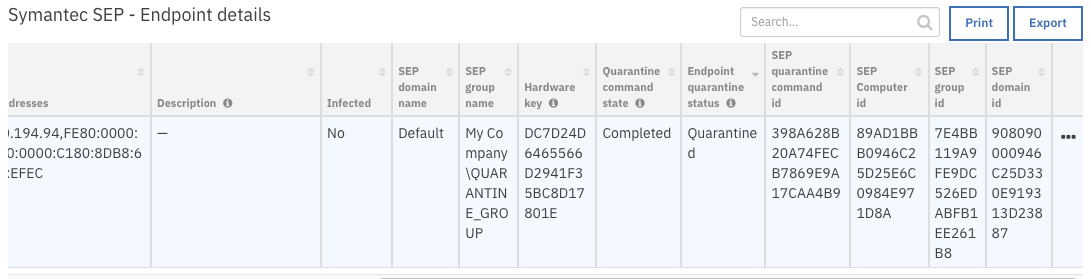 Symantec SEP - Endpoint details
Search...
Print
Export
dresses
Description
Infected
SEP
domain
name
SEP
group
name
Hardware
key
Quarantine
command
state
Endpoint
quarantine
status
SEP
quarantine
command
id
SEP
Computer
id
SEP
group
id
SEP
domain
id
.194.94,FE80:0000:
0:0000:C180:8DB8:6
:EFEC
—
No
Default
My Co
mpany
\QUAR
ANTIN
E_GRO
UP
DC7D24D
6465566
D2941F3
5BC8D17
801E
Completed
Quarantine
d
398A628B
20A74FEC
B7869E9A
17CAA4B9
89AD1BB
B0946C2
5D25E6C
0984E97
1D8A
7E4BB
119A9
FE9DC
526ED
ABFB1
EE261
B8
908090
000946
C25D33
0E9193
13D238
87